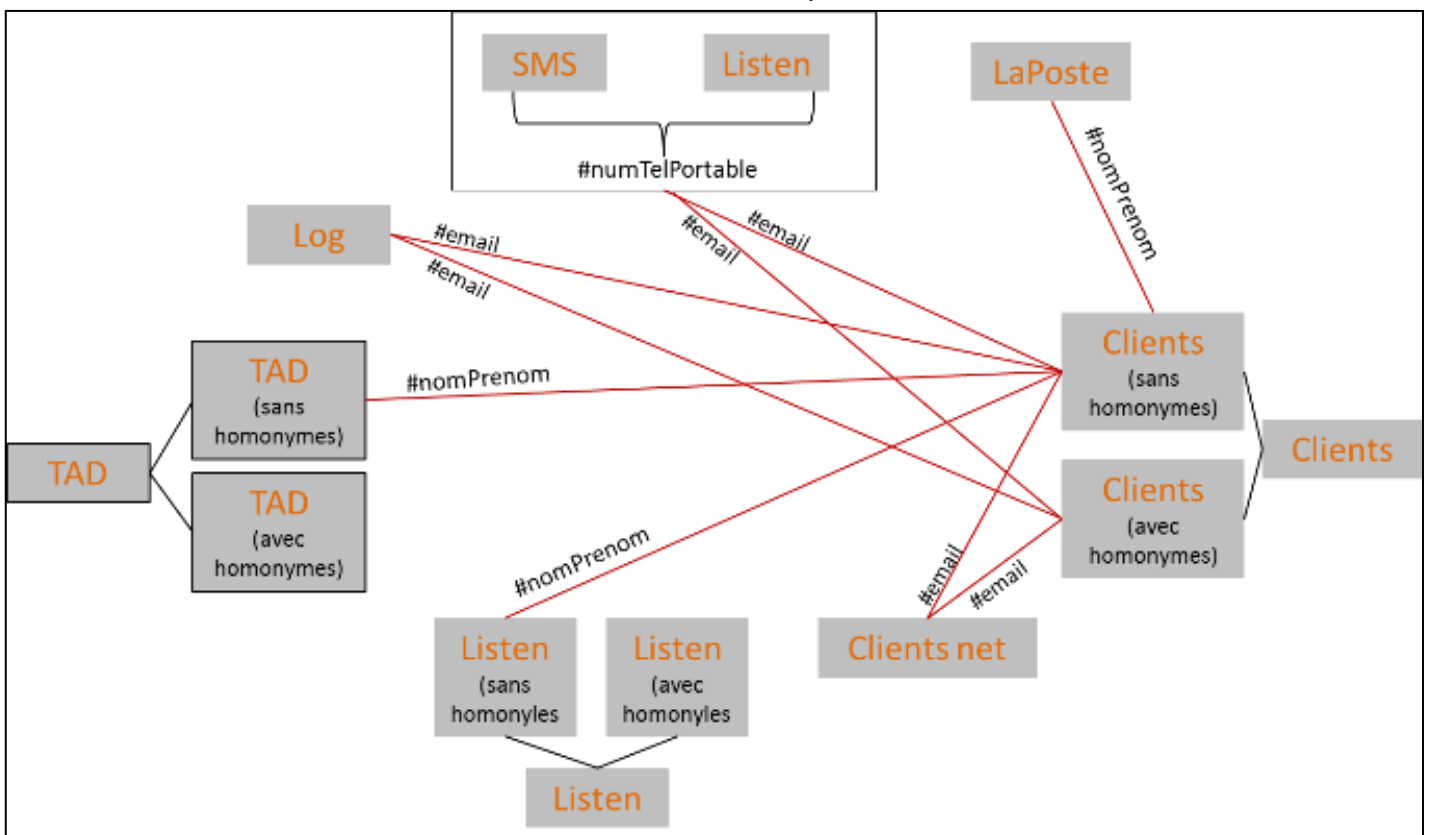 SMS
Listen
LaPoste
#numTelPortable
#nomPrenom
Log
#email
#email
#email
#email
TAD
(sans
homonymes)
#nomPrenom
Clients
(sans
homonymes)
TAD
TAD
(avec
homonymes)
Clients
Clients
(avec
homonymes)
#nomPrenom
#email
#email
Listen
(sans
homonyles
Listen
(avec
homonyles
Clients net
Listen